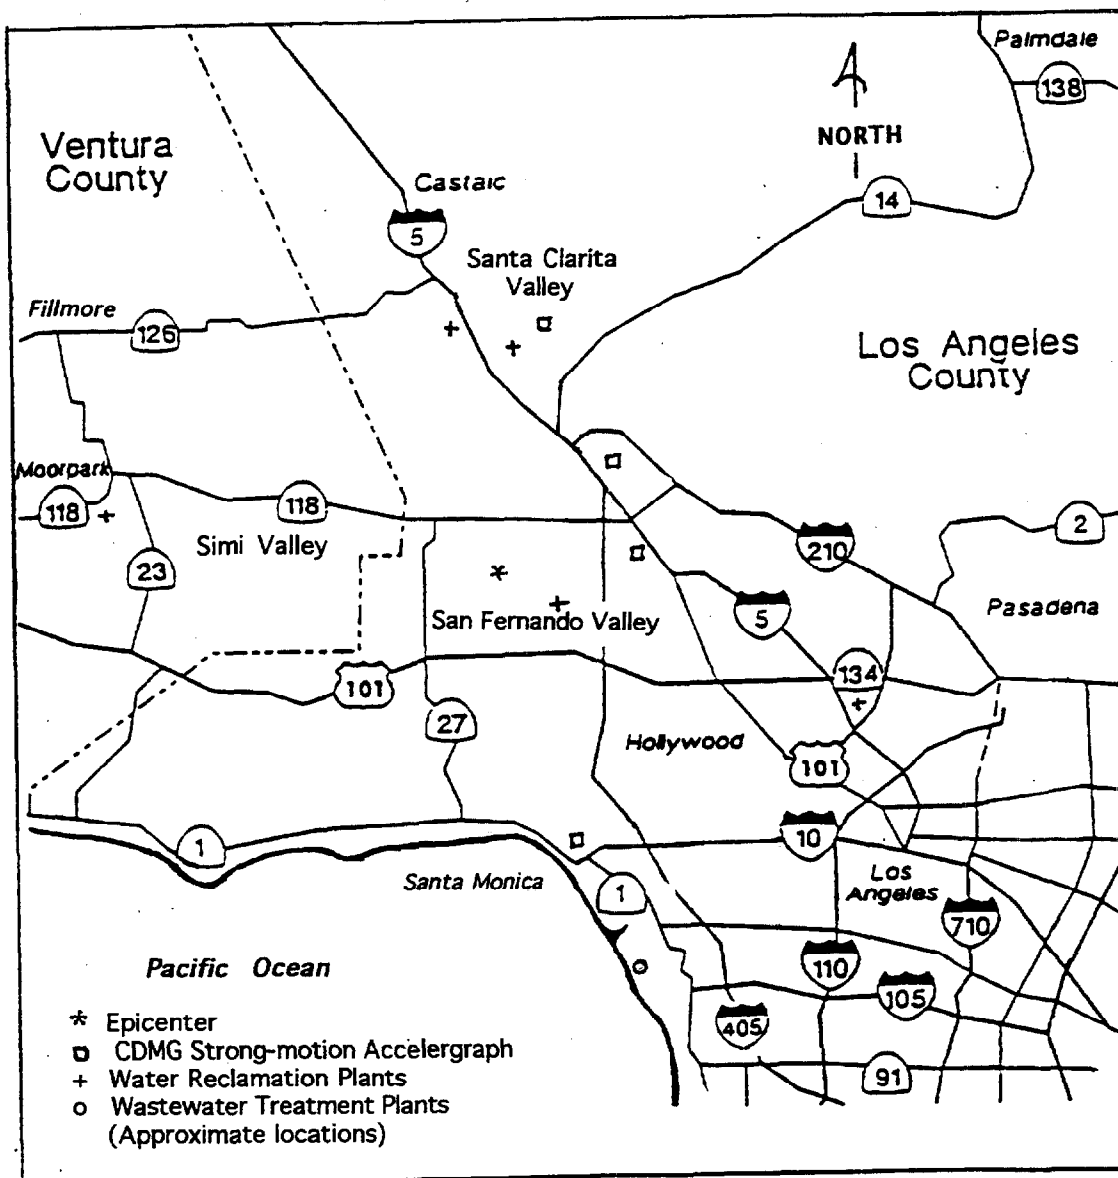 Palmdale
138
NORTH
Ventura
County
Castaic
14
5
Santa Clarita
Valley
Fillmore
126
Los Angeles
County
Moorpark
118
118
2
Simi Valley
210
23
San Fernando Valley
5
Pasadena
101
134
27
Hollywood
101
1
10
Santa Monica
Los
Angeles
1
710
110
105
405
91
Pacific Ocean
* Epicenter
CDMG Strong-motion Accelergraph
+ Water Reclamation Plants
Wastewater Treatment Plants
(Approximate locations)